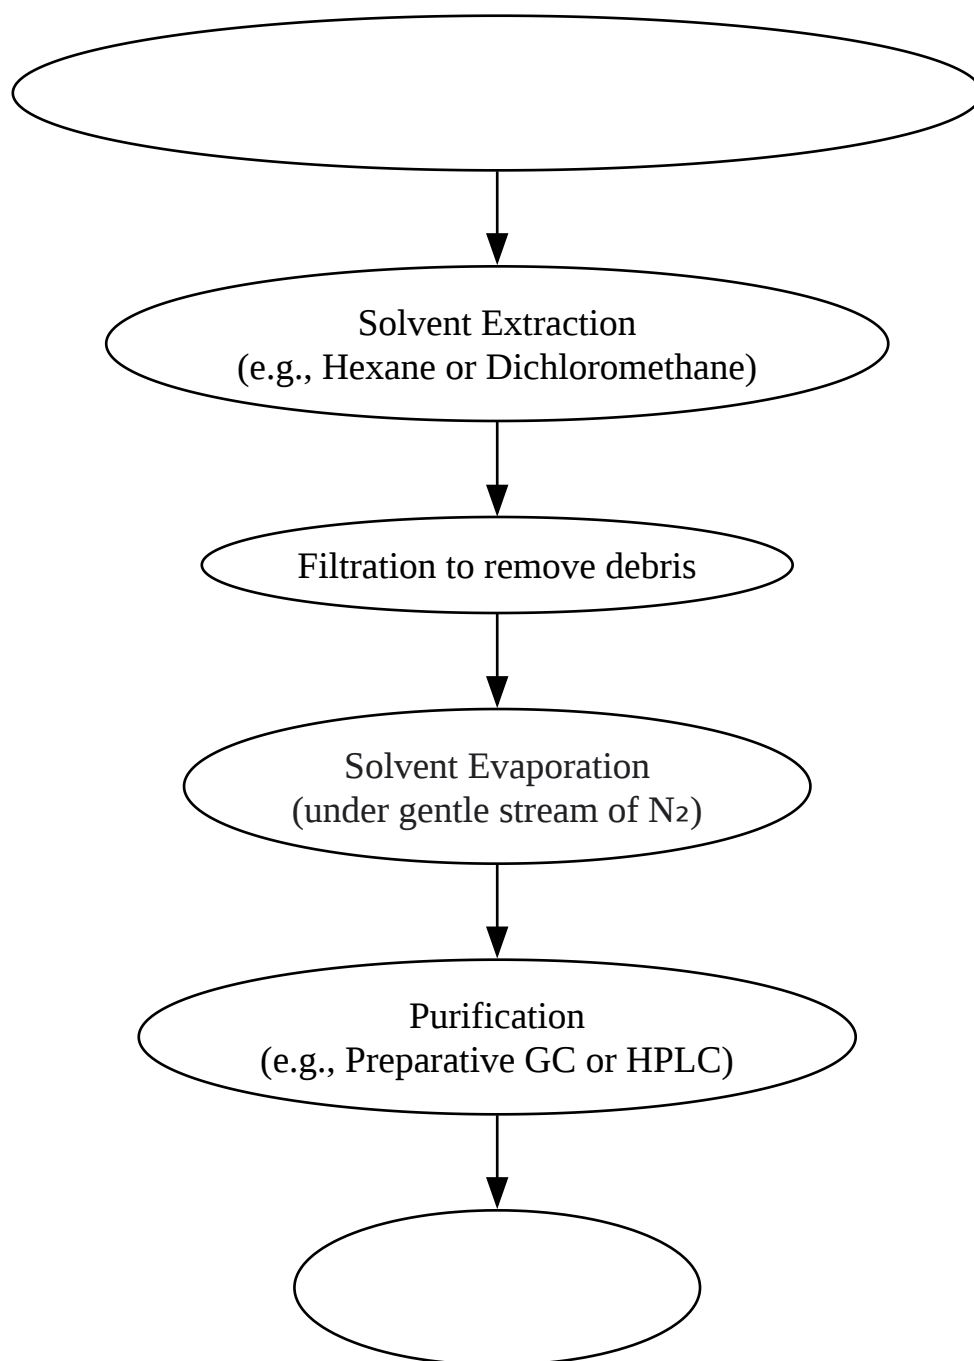 Solvent Extraction
(e.g., Hexane or Dichloromethane)
Filtration to remove debris
Solvent Evaporation
(under gentle stream of N₂)
Purification
(e.g., Preparative GC or HPLC)